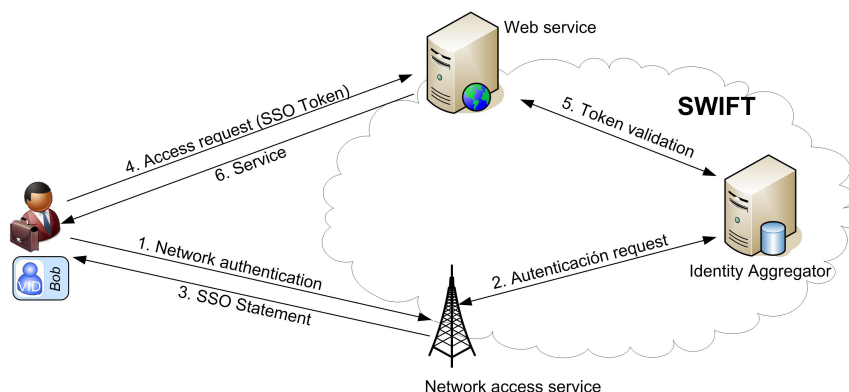 Web service
SWIFT
4. Access request (SSO Token)
5. Token validation
6. Service
1. Network authentication
2. Autenticación request
Identity Aggregator
VID
Bob
3. SSO Statement
Network access service